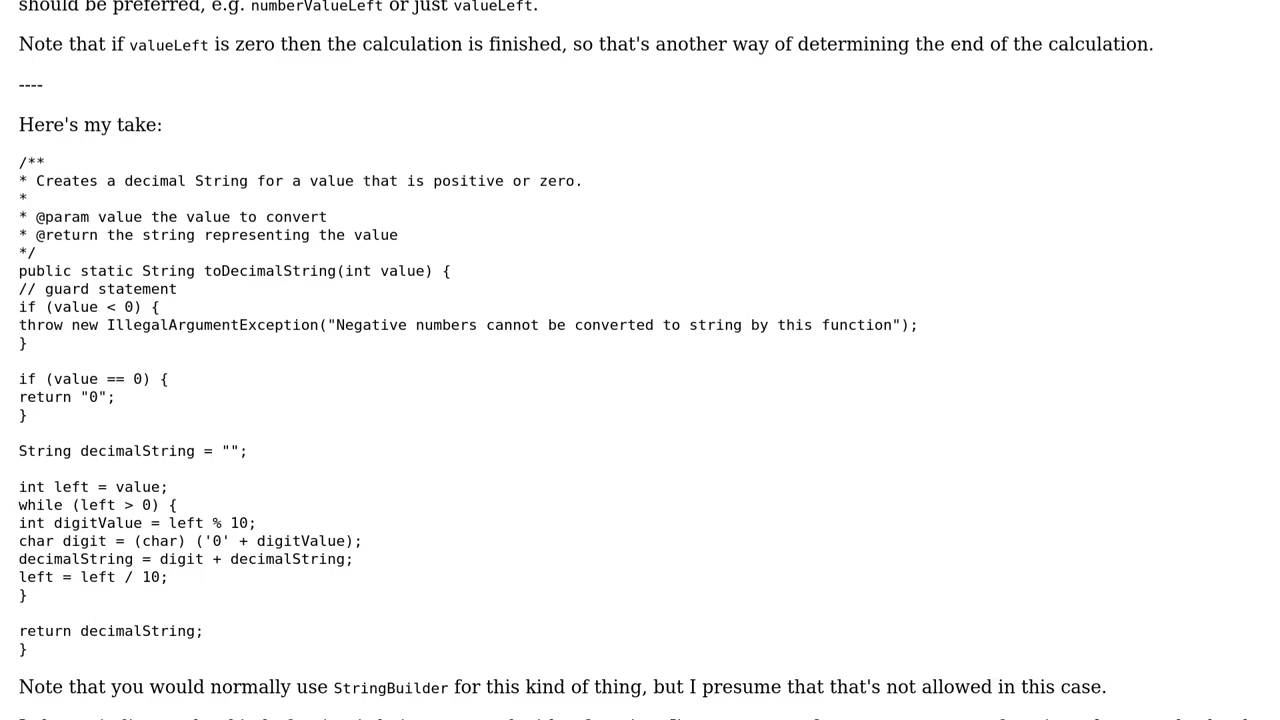 should be preferred, e.g. numberValueLeft or just valueLeft.
Note that if valueLeft is zero then the calculation is finished, so that's another way of determining the end of the calculation.
----
Here's my take:
/**
* Creates a decimal String for a value that is positive or zero.
*
* @param value the value to convert
* @return the string representing the value
*/
public static String toDecimalString(int value) {
// guard statement
if (value < 0) {
throw new IllegalArgumentException("Negative numbers cannot be converted to string by this function");
}
if (value == 0) {
return "0";
}
String decimalString = "";
int left = value;
while (left > 0) {
int digitValue = left % 10;
char digit = (char) ('0' + digitValue);
decimalString = digit + decimalString;
left = left / 10;
}
return decimalString;
}
Note that you would normally use StringBuilder for this kind of thing, but I presume that that's not allowed in this case.